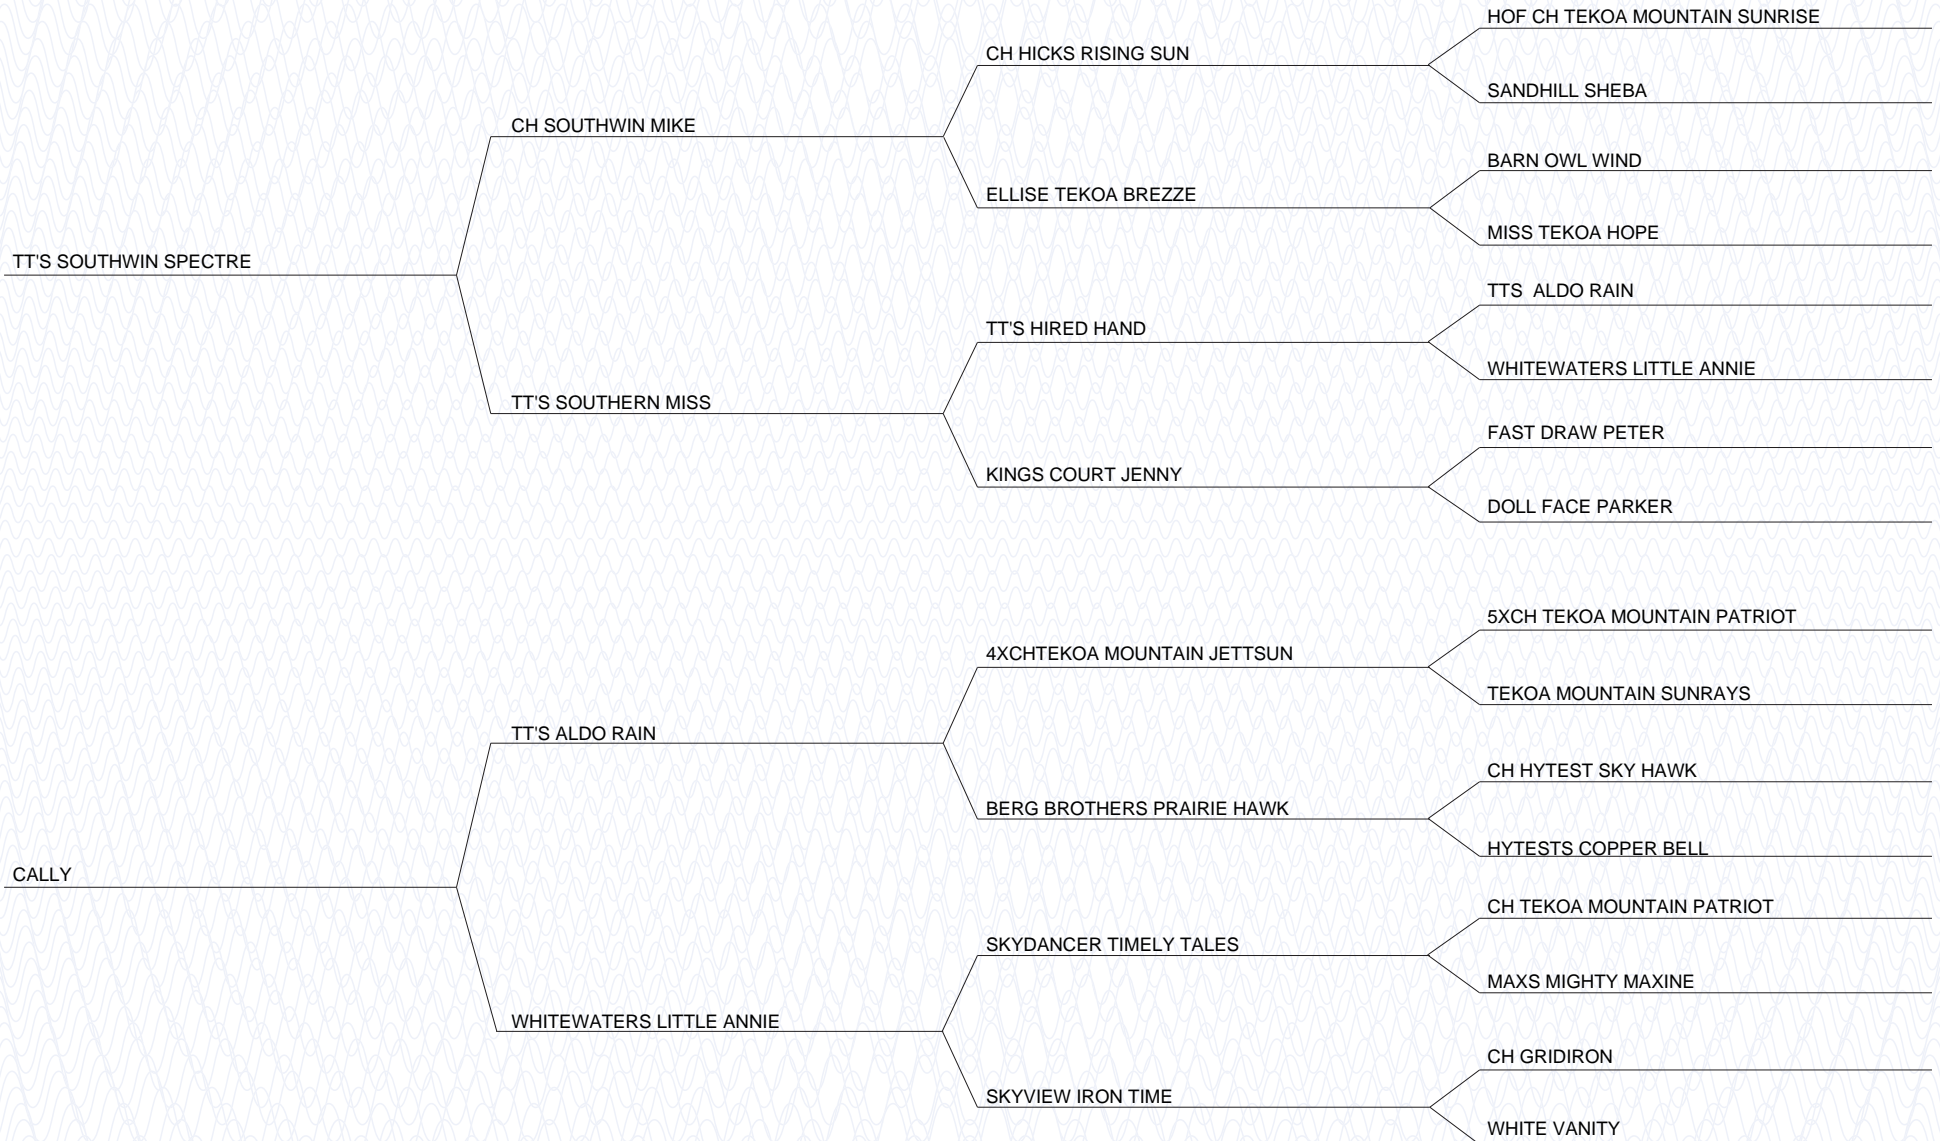 HOF CH TEKOA MOUNTAIN SUNRISE
CH HICKS RISING SUN
SANDHILL SHEBA
CH SOUTHWIN MIKE
BARN OWL WIND
ELLISE TEKOA BREZZE
MISS TEKOA HOPE
TT'S SOUTHWIN SPECTRE
TTS  ALDO RAIN
TT'S HIRED HAND
WHITEWATERS LITTLE ANNIE
TT'S SOUTHERN MISS
FAST DRAW PETER
KINGS COURT JENNY
DOLL FACE PARKER
5XCH TEKOA MOUNTAIN PATRIOT
4XCHTEKOA MOUNTAIN JETTSUN
TEKOA MOUNTAIN SUNRAYS
TT'S ALDO RAIN
CH HYTEST SKY HAWK
BERG BROTHERS PRAIRIE HAWK
HYTESTS COPPER BELL
CALLY
CH TEKOA MOUNTAIN PATRIOT
SKYDANCER TIMELY TALES
MAXS MIGHTY MAXINE
WHITEWATERS LITTLE ANNIE
CH GRIDIRON
SKYVIEW IRON TIME
WHITE VANITY